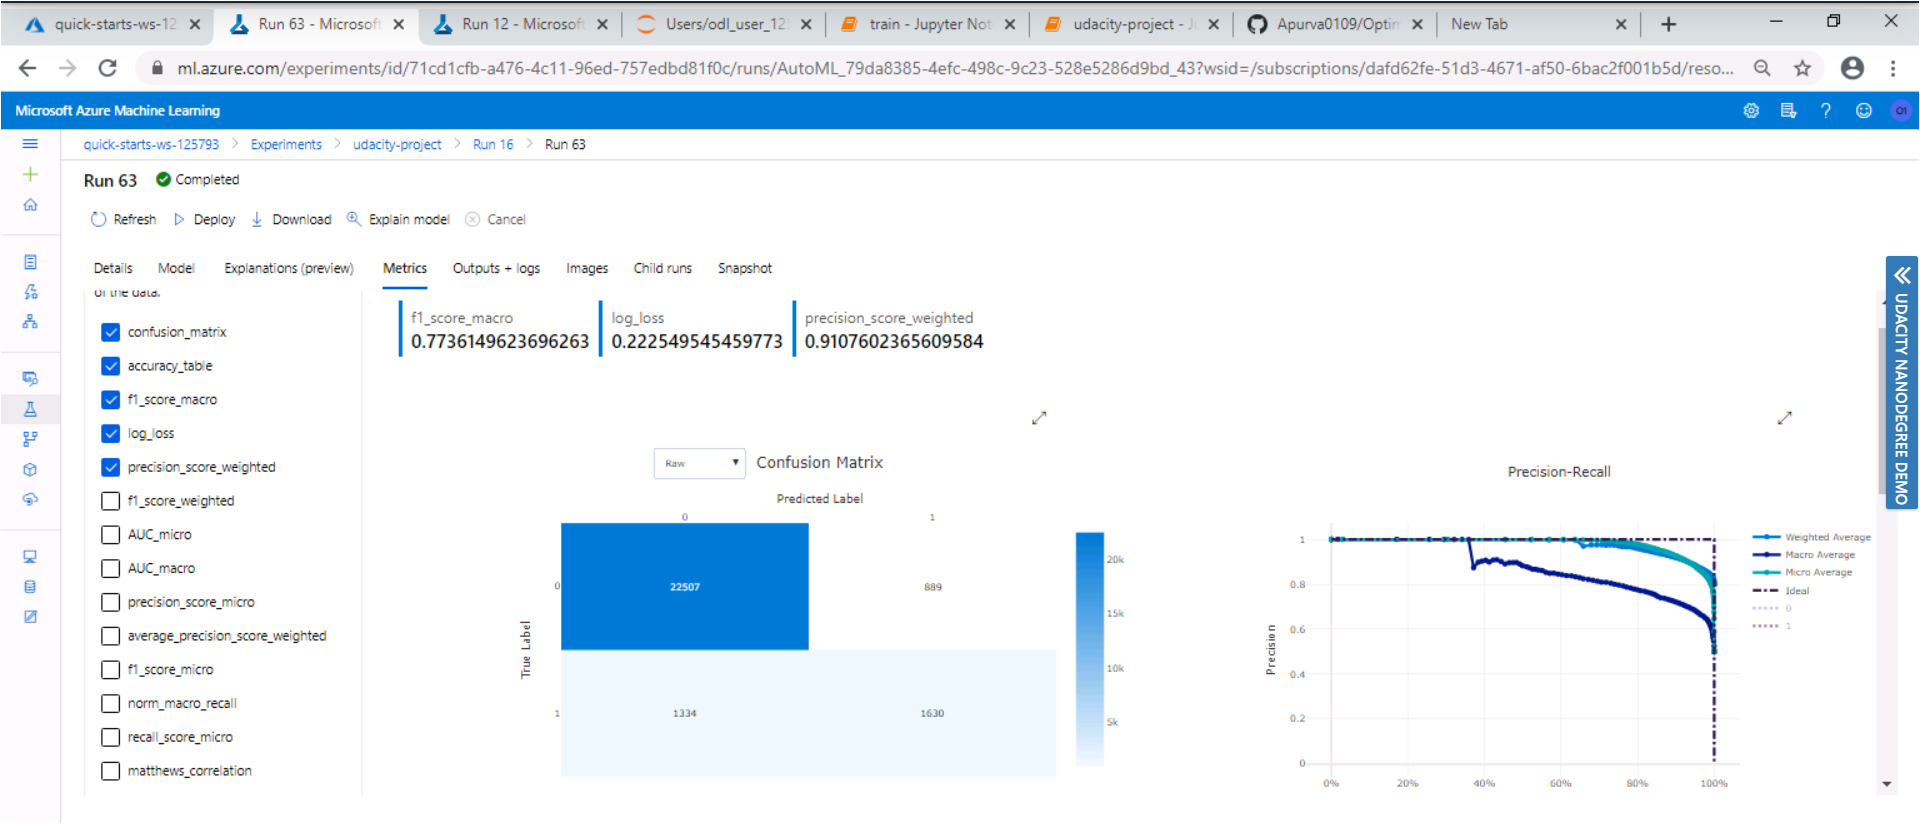 quick-starts-ws-12
Run 63 - Microsoft
Run 12 - Microsoft
Users/odl_user_12
train - Jupyter Not
udacity-project - J
Apurva0109/Optim
New Tab
ml.azure.com/experiments/id/71cd1cfb-a476-4c11-96ed-757edbd81f0c/runs/AutoML_79da8385-4efc-498c-9c23-528e5286d9bd_43?wsid=/subscriptions/dafd62fe-51d3-4671-af50-6bac2f001b5d/reso...
Microsoft Azure Machine Learning
quick-starts-ws-125793 > Experiments > udacity-project > Run 16 > Run 63
Run 63 Completed
Refresh Deploy Download Explain model Cancel
Details Model Explanations (preview) Metrics Outputs + logs Images Child runs Snapshot
of the data.
confusion_matrix
accuracy_table
f1_score_macro
log_loss
precision_score_weighted
f1_score_weighted
AUC_micro
AUC_macro
precision_score_micro
average_precision_score_weighted
f1_score_micro
norm_macro_recall
recall_score_micro
matthews_correlation
f1_score_macro
0.7736149623696263
log_loss
0.222549545459773
precision_score_weighted
0.9107602365609584
Raw
Confusion Matrix
Predicted Label
0 1
True Label
0 22507 889
1 1334 1630
20k
15k
10k
5k
Precision-Recall
Precision
1
0.8
0.6
0.4
0.2
0
0% 20% 40% 60% 80% 100%
Weighted Average
Macro Average
Micro Average
Ideal
0
1
UDACITY NANODEGREE DEMO